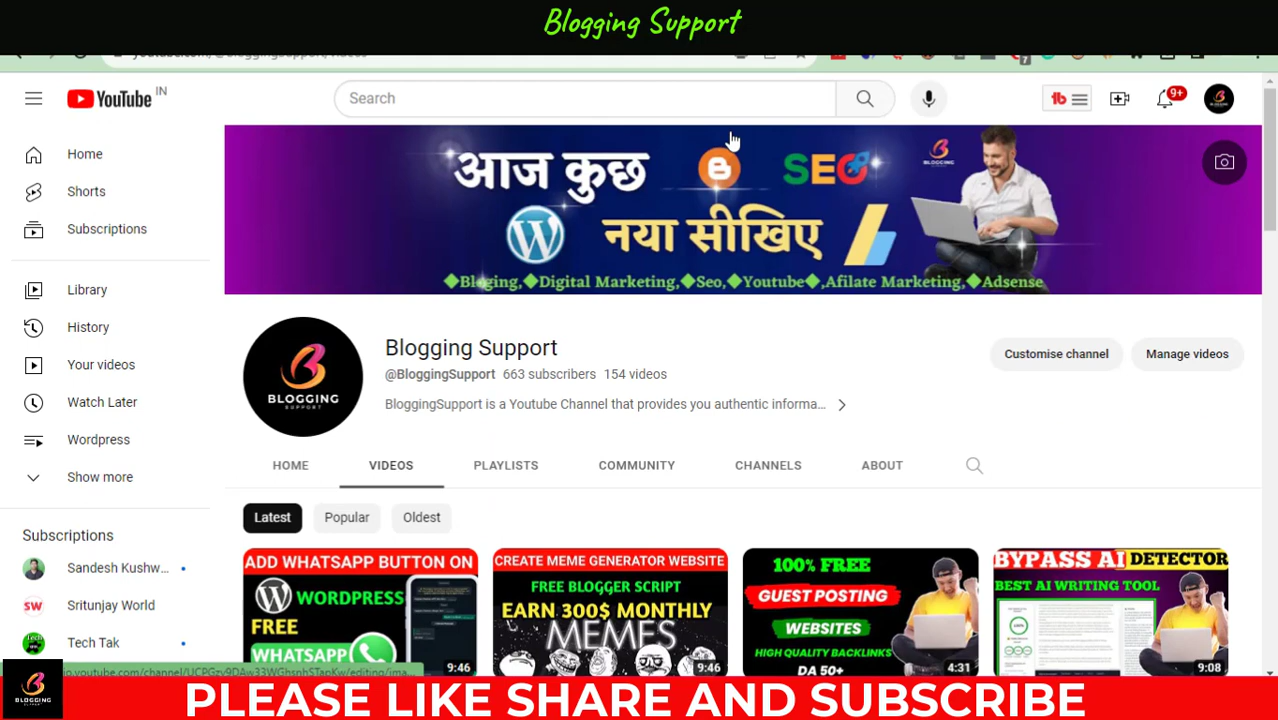 Blogging Support
YouTube IN
Search
9+
Home
Shorts
Subscriptions
Library
History
Your videos
Watch Later
Wordpress
Show more
Subscriptions
Sandesh Kushw...
Sritunjay World
Tech Tak
आज कुछ
SEO
BLOGGING
नया सीखिए
◆Bloging,◆Digital Marketing,◆Seo,◆Youtube◆,Afilate Marketing,◆Adsense
BLOGGING
SUPPORT
Blogging Support
@BloggingSupport 663 subscribers 154 videos
BloggingSupport is a Youtube Channel that provides you authentic informa...
Customise channel
Manage videos
HOME VIDEOS PLAYLISTS COMMUNITY CHANNELS ABOUT
Latest Popular Oldest
ADD WHATSAPP BUTTON ON
WORDPRESS
FREE
WHATSAPP
9:46
CREATE MEME GENERATOR WEBSITE
FREE BLOGGER SCRIPT
EARN 300$ MONTHLY
MEMES
9:46
100% FREE
GUEST POSTING
WEBSITES
HIGH QUALITY BACKLINKS
DA 50+
4:31
BYPASS AI DETECTOR
BEST AI WRITING TOOL
9:08
BLOGGING
PLEASE LIKE SHARE AND SUBSCRIBE